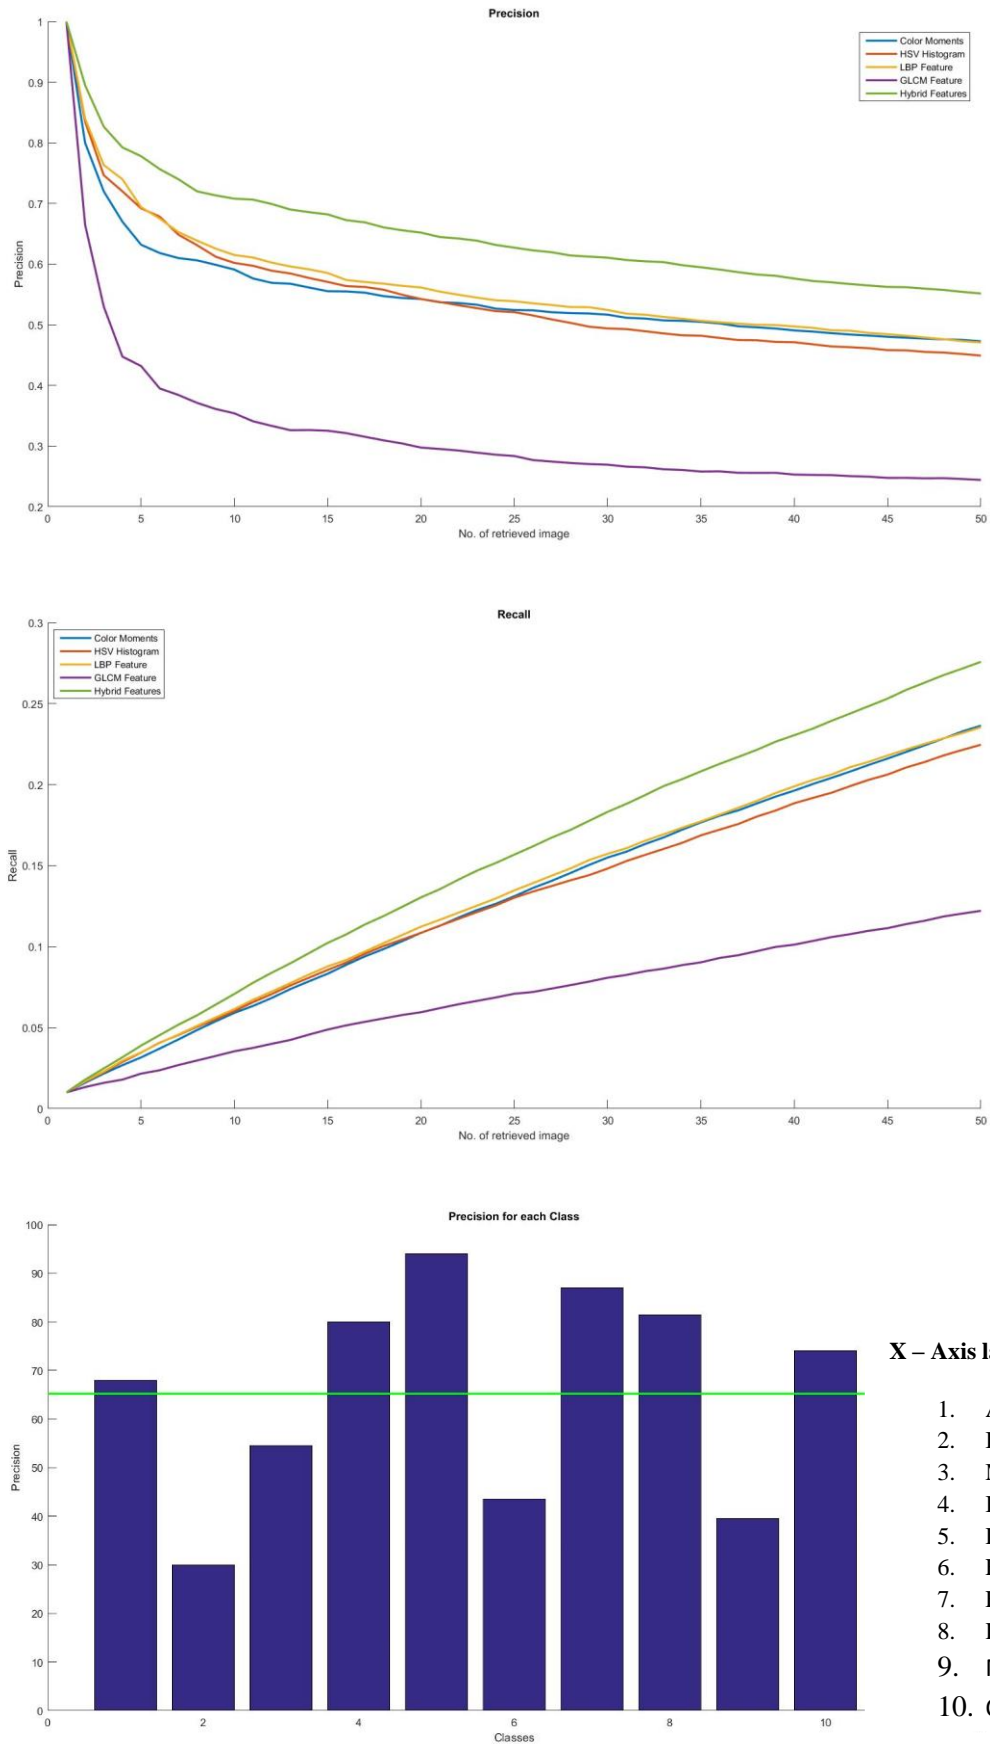 Precision
1
0.9
0.8
0.7
0.6
0.5
0.4
0.3
0.2
Precision
Color Moments
HSV Histogram
LBP Feature
GLCM Feature
Hybrid Features
0 5 10 15 20 25 30 35 40 45 50
No. of retrieved image
Recall
0.3
0.25
0.2
0.15
0.1
0.05
0
Recall
Color Moments
HSV Histogram
LBP Feature
GLCM Feature
Hybrid Features
0 5 10 15 20 25 30 35 40 45 50
No. of retrieved image
Precision for each Class
100
90
80
70
60
50
40
30
20
10
0
Precision
0 2 4 6 8 10
Classes
X – Axis
1.
2.
3.
4.
5.
6.
7.
8.
9.
10.